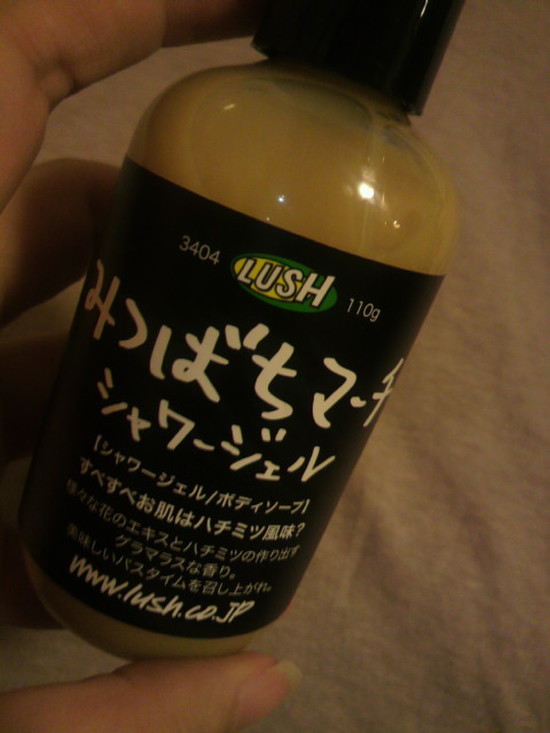 3404 LUSH 110g
みつばちマーチ
シャワージェル
[シャワージェル/ボディソープ]
すべすべお肌はハチミツ風味?
様々な花のエキスとハチミツの作り出す
グラマラスな香り。
美味しいバスタイムを召し上がれ。
www.lush.co.jp